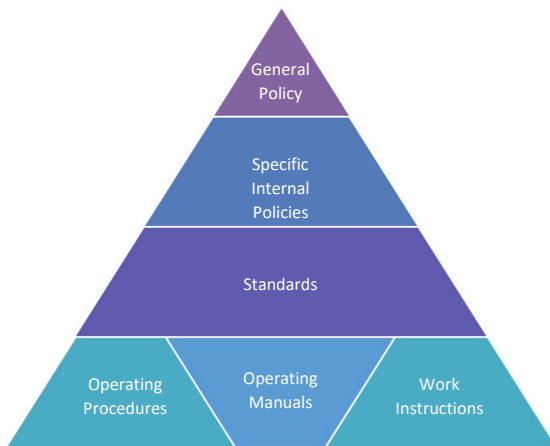 General
Policy
Specific
Internal
Policies
Standards
Operating
Procedures
Operating
Manuals
Work
Instructions